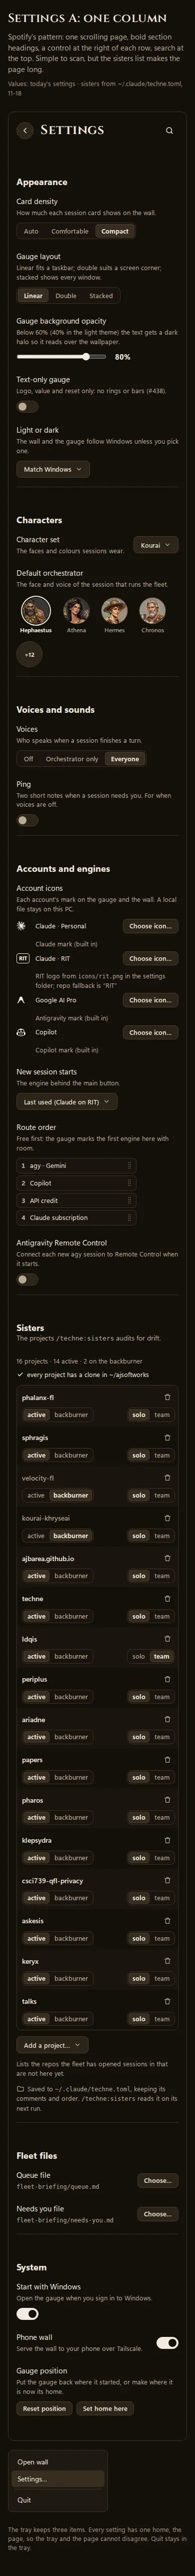 SETTINGS A: ONE COLUMN
Spotify's pattern: one scrolling page, bold section
headings, a control at the right of each row, search at
top. Simple to scan, but the sisters list makes the
page long.
Values: today's settings · sisters from ~/.claude/techne.toml,
11-18
SETTINGS
Appearance
Card density
How much each session card shows on the wall.
Auto Comfortable Compact
Gauge layout
Linear fits a taskbar; double suits a screen corner;
stacked shows every window.
Linear Double Stacked
Gauge background opacity
Below 60% (40% in the light theme) the text gets a dark
halo so it reads over the wallpaper.
80%
Text-only gauge
Logo, value and reset only: no rings or bars (#438).
Light or dark
The wall and the gauge follow Windows unless you pick
one.
Match Windows
Characters
Character set
The faces and colours sessions wear.
Kourai
Default orchestrator
The face and voice of the session that runs the fleet.
Hephaestus Athena Hermes Chronos
+12
Voices and sounds
Voices
Who speaks when a session finishes a turn.
Off Orchestrator only Everyone
Ping
Two short notes when a session needs you. For when
voices are off.
Accounts and engines
Account icons
Each account's mark on the gauge and the wall. A local
file stays on this PC.
Claude · Personal Choose icon...
Claude mark (built in)
RIT Claude · RIT Choose icon...
RIT logo from icons/rit.png in the settings
folder; repo fallback is "RIT"
Google AI Pro Choose icon...
Antigravity mark (built in)
Copilot Choose icon...
Copilot mark (built in)
New session starts
The engine behind the main button.
Last used (Claude on RIT)
Route order
Free first: the gauge marks the first engine here with
room.
1 agy · Gemini
2 Copilot
3 API credit
4 Claude subscription
Antigravity Remote Control
Connect each new agy session to Remote Control when
it starts.
Sisters
The projects /techne:sisters audits for drift.
16 projects · 14 active · 2 on the backburner
every project has a clone in ~/ajsoftworks
phalanx-fl
active backburner solo team
sphragis
active backburner solo team
velocity-fl
active backburner solo team
kourai-khryseai
active backburner solo team
ajbarea.github.io
active backburner solo team
techne
active backburner solo team
ldqis
active backburner solo team
periplus
active backburner solo team
ariadne
active backburner solo team
papers
active backburner solo team
pharos
active backburner solo team
klepsydra
active backburner solo team
csci739-qfl-privacy
active backburner solo team
askesis
active backburner solo team
keryx
active backburner solo team
talks
active backburner solo team
Add a project...
Lists the repos the fleet has opened sessions in that
are not here yet.
Saved to ~/.claude/techne.toml, keeping its
comments and order. /techne:sisters reads it on its
next run.
Fleet files
Queue file
fleet-briefing/queue.md
Choose...
Needs you file
fleet-briefing/needs-you.md
Choose...
System
Start with Windows
Open the gauge when you sign in to Windows.
Phone wall
Serve the wall to your phone over Tailscale.
Gauge position
Put the gauge back where it started, or make where it
is now its home.
Reset position Set home here
Open wall
Settings...
Quit
The tray keeps three items. Every setting has one home, the
page, so the tray and the page cannot disagree. Quit stays in
the tray.